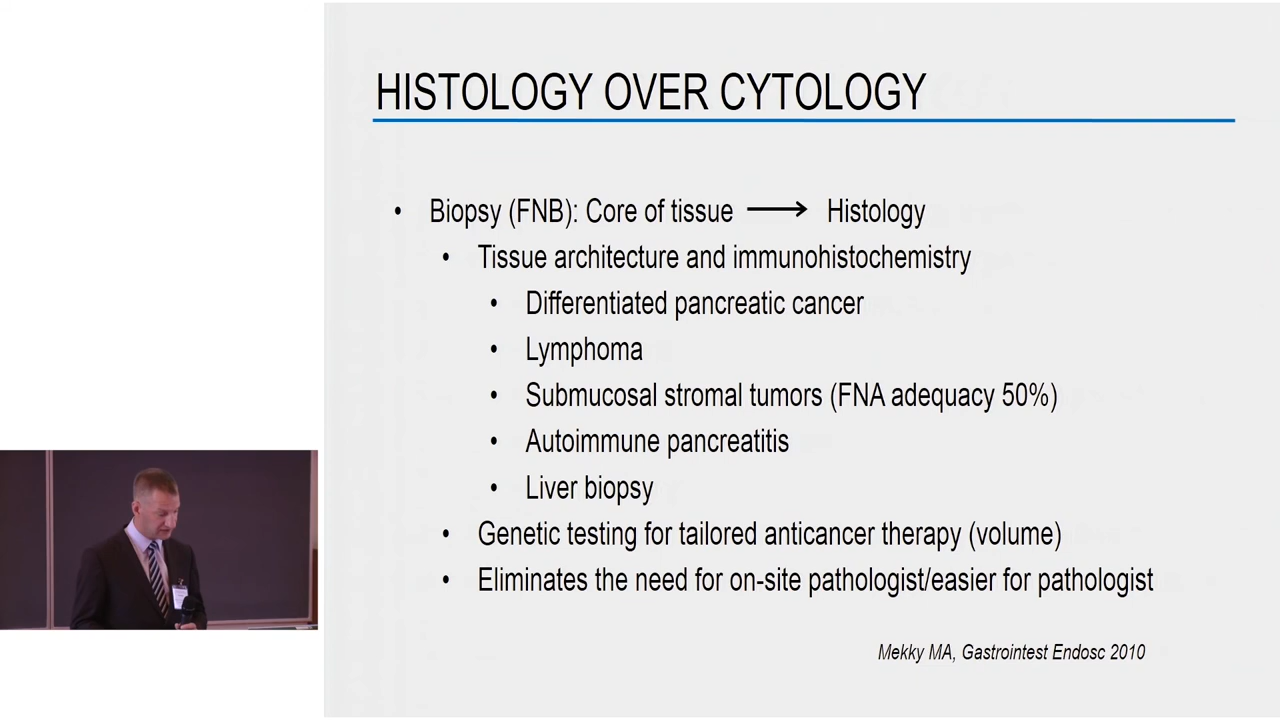 HISTOLOGY OVER CYTOLOGY
• Biopsy (FNB): Core of tissue ⟶ Histology
• Tissue architecture and immunohistochemistry
• Differentiated pancreatic cancer
• Lymphoma
• Submucosal stromal tumors (FNA adequacy 50%)
• Autoimmune pancreatitis
• Liver biopsy
• Genetic testing for tailored anticancer therapy (volume)
• Eliminates the need for on-site pathologist/easier for pathologist
Mekky MA, Gastrointest Endosc 2010